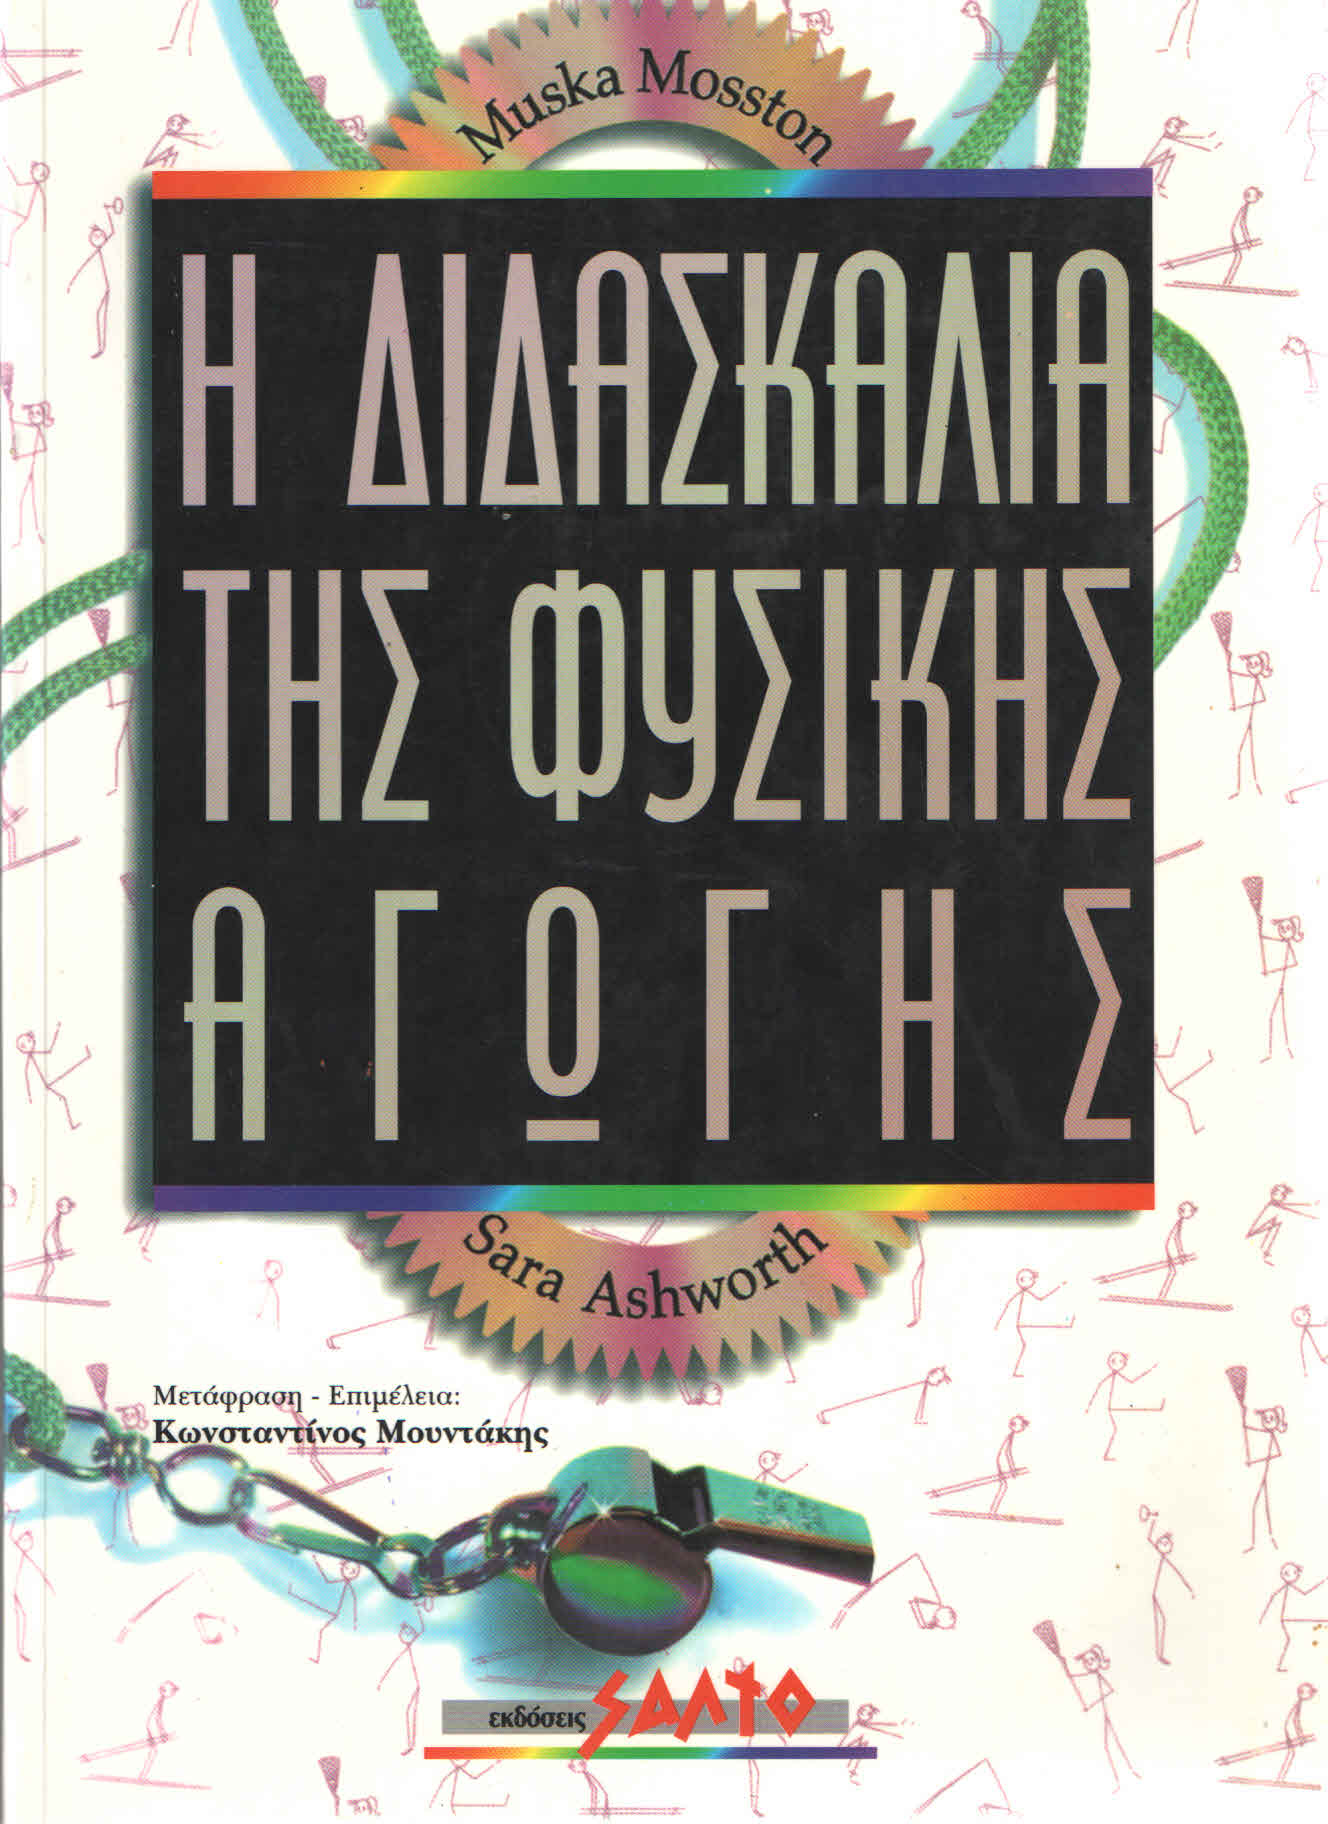 Muska Mosston
Η ΔΙΔΑΣΚΑΛΙΑ
ΤΗΣ ΦΥΣΙΚΗΣ
ΑΓΩΓΗΣ
Sara Ashworth
Μετάφραση - Επιμέλεια:
Κωνσταντίνος Μουντάκης
εκδόσεις ΣΑΛΤΟ